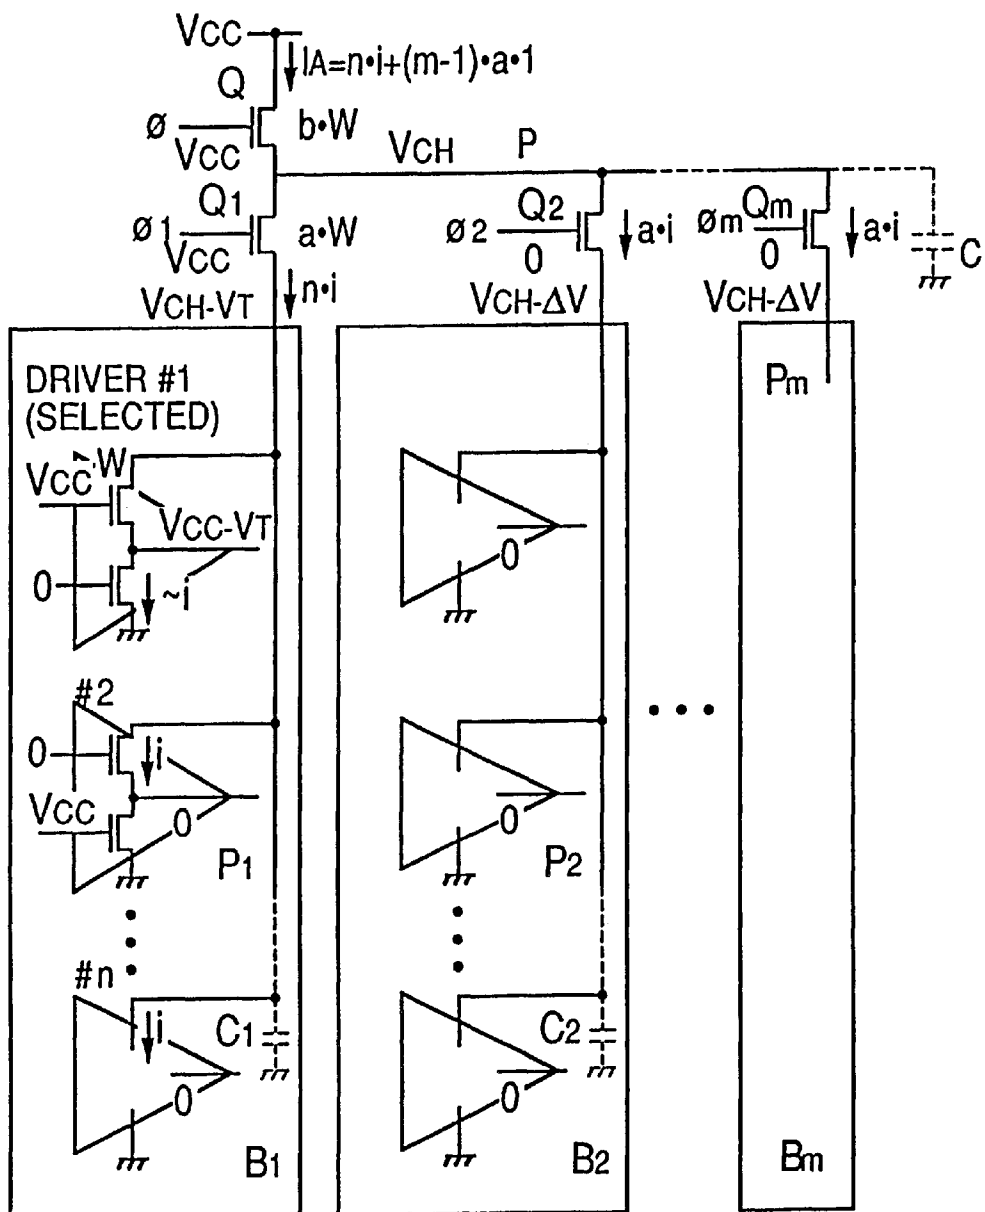 VCC
IA=n•i+(m-1)•a•1
Q
ø
VCC
b•W
VCH P
Q1
ø1
VCC
a•W
n•i
VCH-VT
Q2
ø2
0
a•i
VCH-ΔV
Qm
øm
0
a•i
VCH-ΔV
C
DRIVER #1
(SELECTED)
W
VCC
VCC-VT
0
~i
#2
0
i
VCC
0
P1
#n
i
C1
0
B1
0
0
P2
C2
0
B2
Pm
Bm